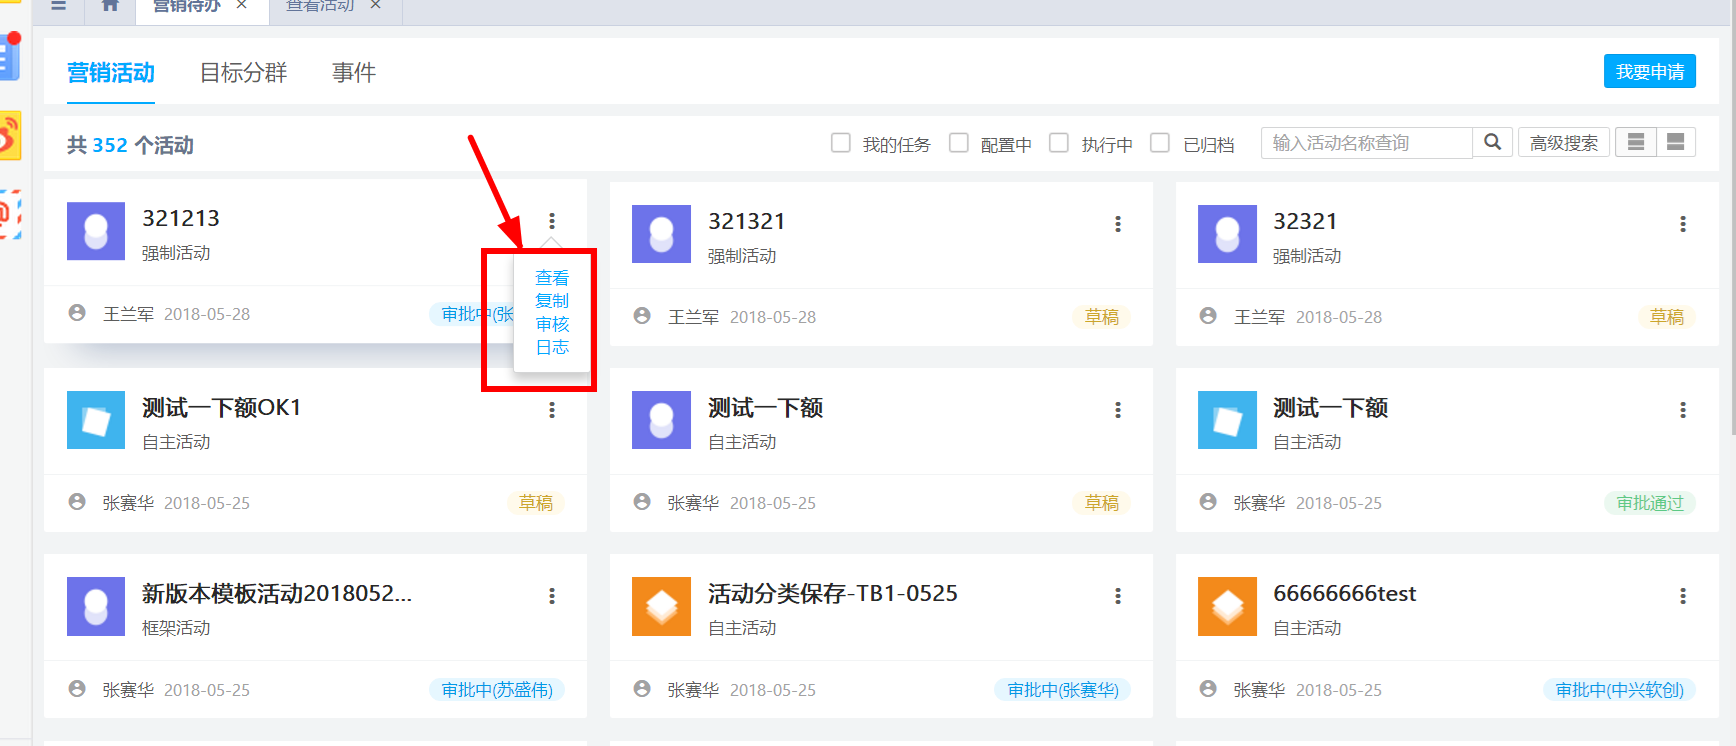 营销待办 × 查看活动 ×
营销活动 目标分群 事件 我要申请
共 352 个活动 我的任务 配置中 执行中 已归档 输入活动名称查询 高级搜索
321213
强制活动
王兰军 2018-05-28 审批中(张
查看
复制
审核
日志
321321
强制活动
王兰军 2018-05-28 草稿
32321
强制活动
王兰军 2018-05-28 草稿
测试一下额OK1
自主活动
张赛华 2018-05-25 草稿
测试一下额
自主活动
张赛华 2018-05-25 草稿
测试一下额
自主活动
张赛华 2018-05-25 审批通过
新版本模板活动2018052...
框架活动
张赛华 2018-05-25 审批中(苏盛伟)
活动分类保存-TB1-0525
自主活动
张赛华 2018-05-25 审批中(张赛华)
66666666test
自主活动
张赛华 2018-05-25 审批中(中兴软创)